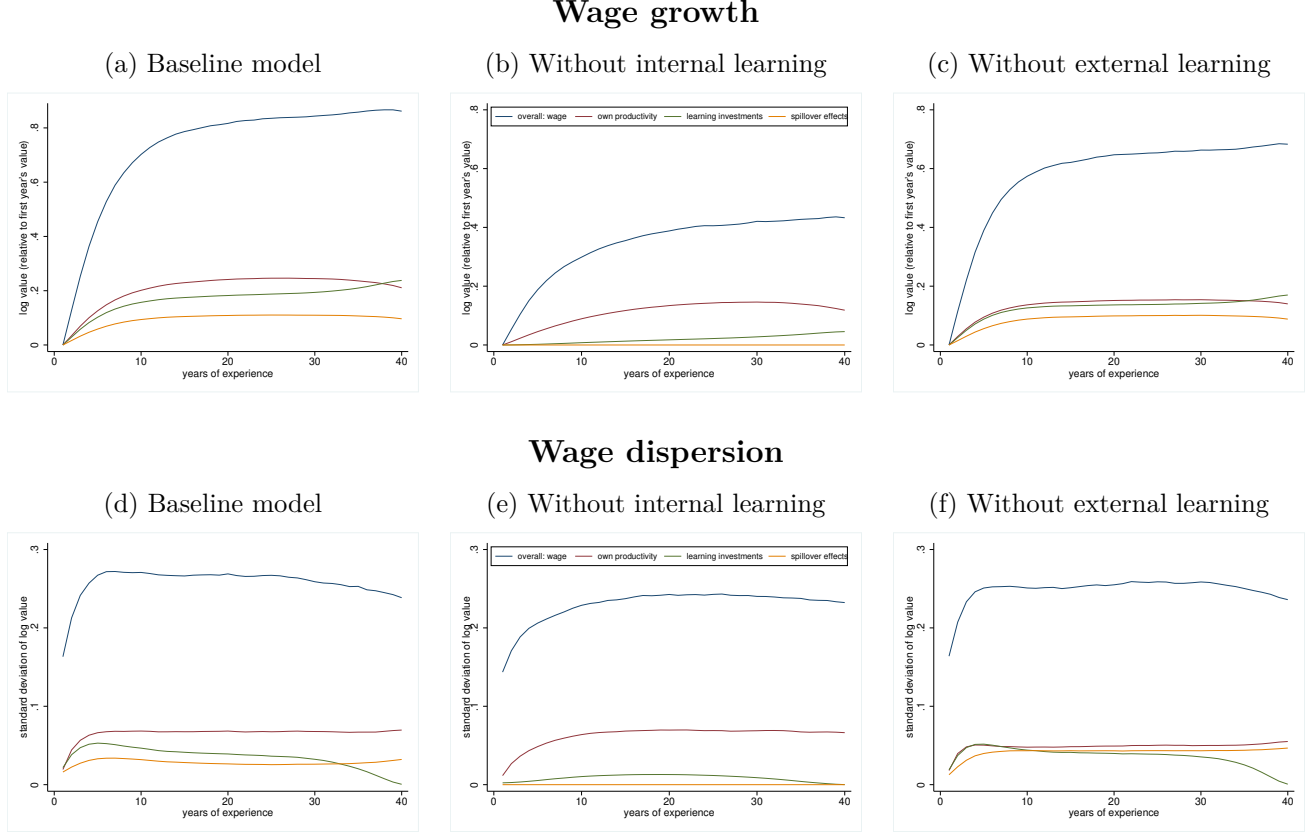 Wage growth
(a) Baseline model
(b) Without internal learning
(c) Without external learning
log value (relative to first year's value)
0 .2 .4 .6 .8
0 10 20 30 40
years of experience
overall: wage own productivity learning investments spillover effects
log value (relative to first year's value)
0 .2 .4 .6 .8
0 10 20 30 40
years of experience
log value (relative to first year's value)
0 .2 .4 .6 .8
0 10 20 30 40
years of experience
Wage dispersion
(d) Baseline model
(e) Without internal learning
(f) Without external learning
standard deviation of log value
0 .1 .2 .3
0 10 20 30 40
years of experience
overall: wage own productivity learning investments spillover effects
standard deviation of log value
0 .1 .2 .3
0 10 20 30 40
years of experience
standard deviation of log value
0 .1 .2 .3
0 10 20 30 40
years of experience